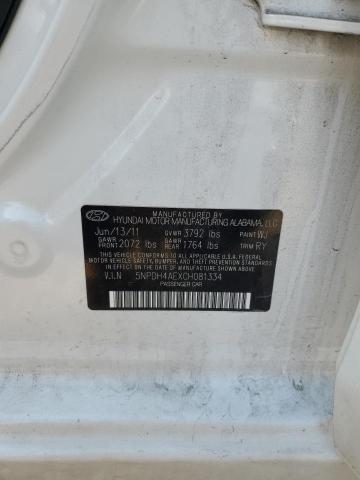 MANUFACTURED BY
HYUNDAI MOTOR MANUFACTURING ALABAMA, LLC
Jun/13/11 GVWR 3792 lbs PAINT WJ
GAWR FRONT 2072 lbs GAWR REAR 1764 lbs TRIM RY
THIS VEHICLE CONFORMS TO ALL APPLICABLE U.S.A. FEDERAL
MOTOR VEHICLE SAFETY, BUMPER, AND THEFT PREVENTION STANDARDS
IN EFFECT ON THE DATE OF MANUFACTURE SHOWN ABOVE.
V.I.N 5NPDH4AEXCH081334
PASSENGER CAR